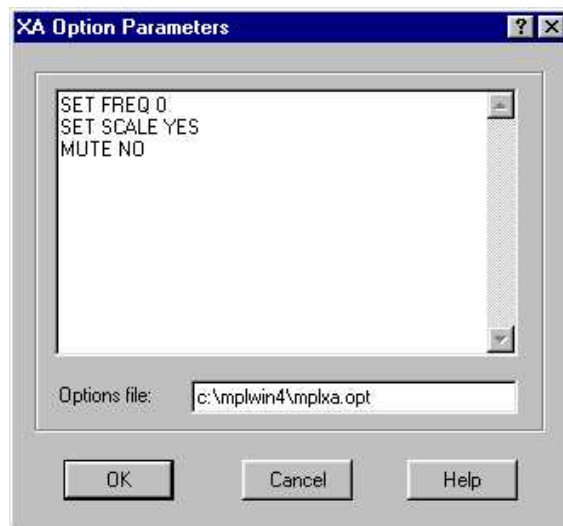 XA Option Parameters
SET FREQ 0
SET SCALE YES
MUTE NO
Options file: c:\mplwin4\mplxa.opt
OK Cancel Help